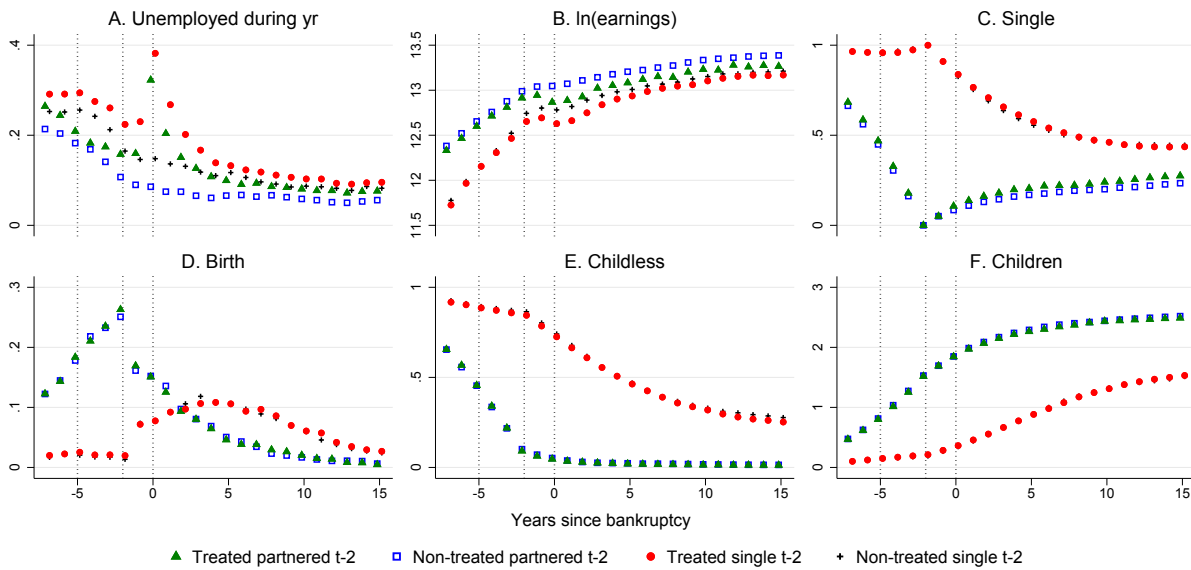 A. Unemployed during yr
B. ln(earnings)
C. Single
.4
.2
0
13.5
13
12.5
12
11.5
1
.5
0
D. Birth
E. Childless
F. Children
.3
.2
.1
0
1
.5
0
3
2
1
0
-5 0 5 10 15
-5 0 5 10 15
-5 0 5 10 15
Years since bankruptcy
Treated partnered t-2 Non-treated partnered t-2 Treated single t-2 Non-treated single t-2